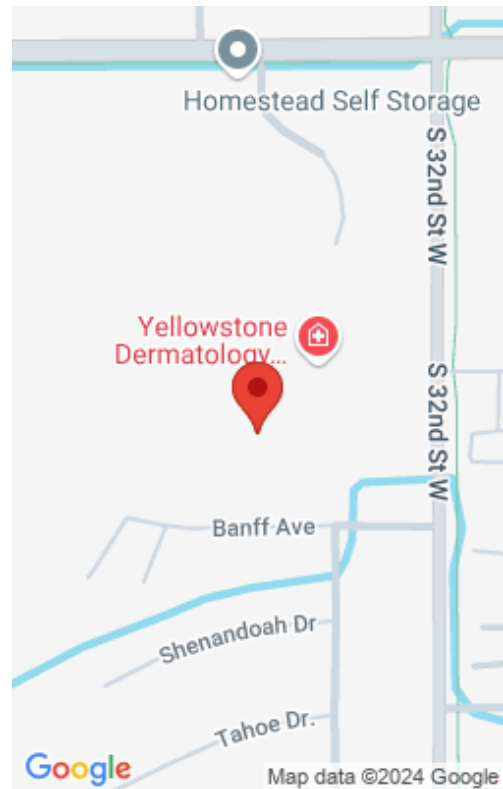 Homestead Self Storage
S 32nd St W
Yellowstone
Dermatology...
S 32nd St W
Banff Ave
Shenandoah Dr
Tahoe Dr.
Google
Map data ©2024 Google